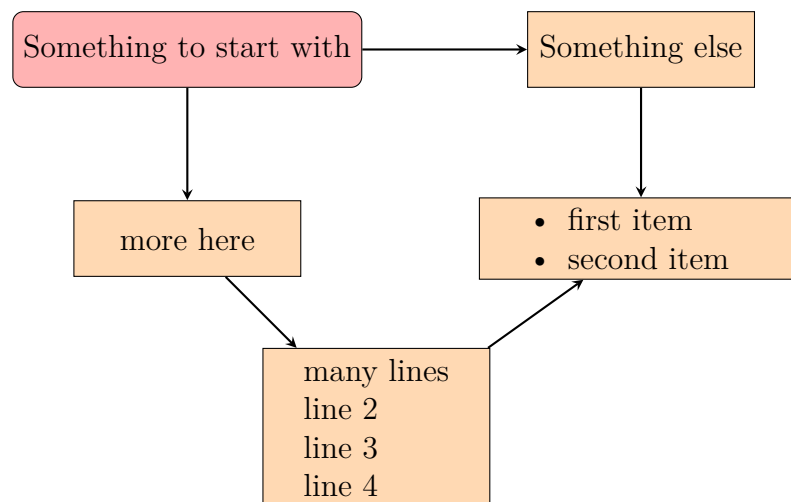 Something to start with
Something else
more here
• first item
• second item
many lines
line 2
line 3
line 4